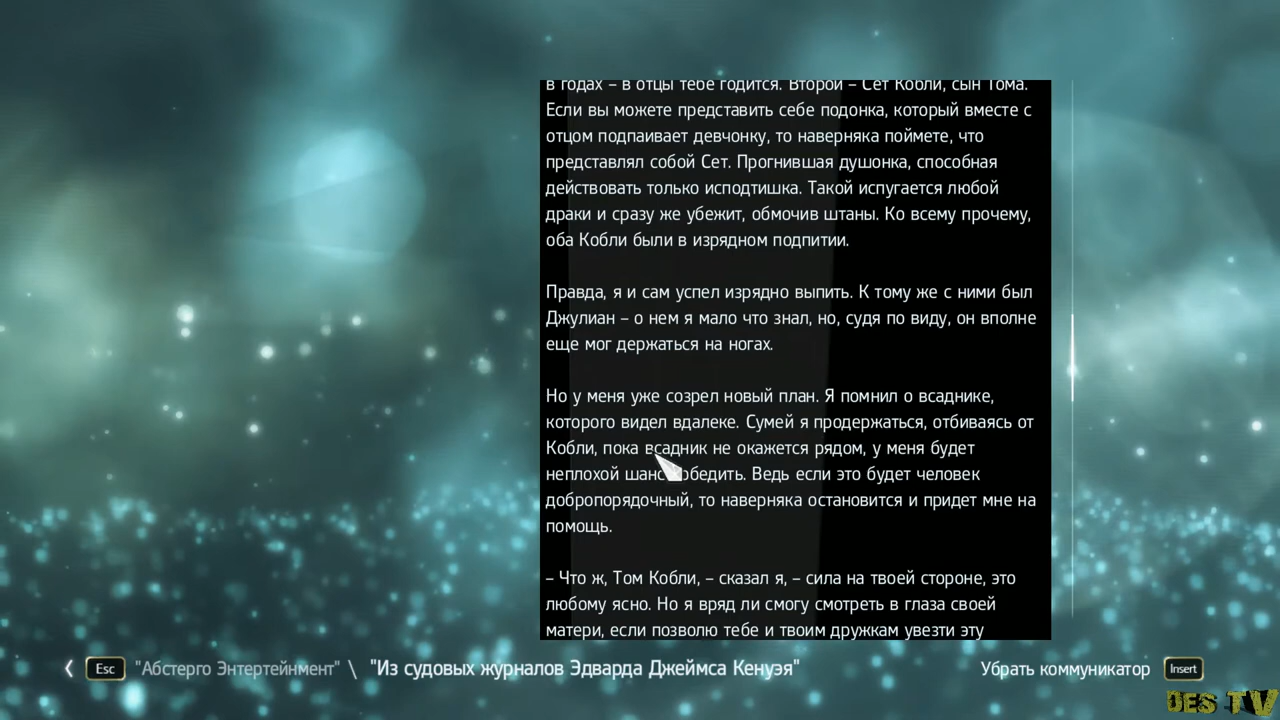 в годах – в отцы тебе годится. Второй – Сет Кобли, сын Тома.
Если вы можете представить себе подонка, который вместе с
отцом подпаивает девчонку, то наверняка поймете, что
представлял собой Сет. Прогнившая душонка, способная
действовать только исподтишка. Такой испугается любой
драки и сразу же убежит, обмочив штаны. Ко всему прочему,
оба Кобли были в изрядном подпитии.
Правда, я и сам успел изрядно выпить. К тому же с ними был
Джулиан – о нем я мало что знал, но, судя по виду, он вполне
еще мог держаться на ногах.
Но у меня уже созрел новый план. Я помнил о всаднике,
которого видел вдалеке. Сумей я продержаться, отбиваясь от
Кобли, пока всадник не окажется рядом, у меня будет
неплохой шанс победить. Ведь если это будет человек
добропорядочный, то наверняка остановится и придет мне на
помощь.
– Что ж, Том Кобли, – сказал я, – сила на твоей стороне, это
любому ясно. Но я вряд ли смогу смотреть в глаза своей
матери, если позволю тебе и твоим дружкам увезти эту
Esc "Абстерго Энтертейнмент" \ "Из судовых журналов Эдварда Джеймса Кенуэя" Убрать коммуникатор Insert
DES TV